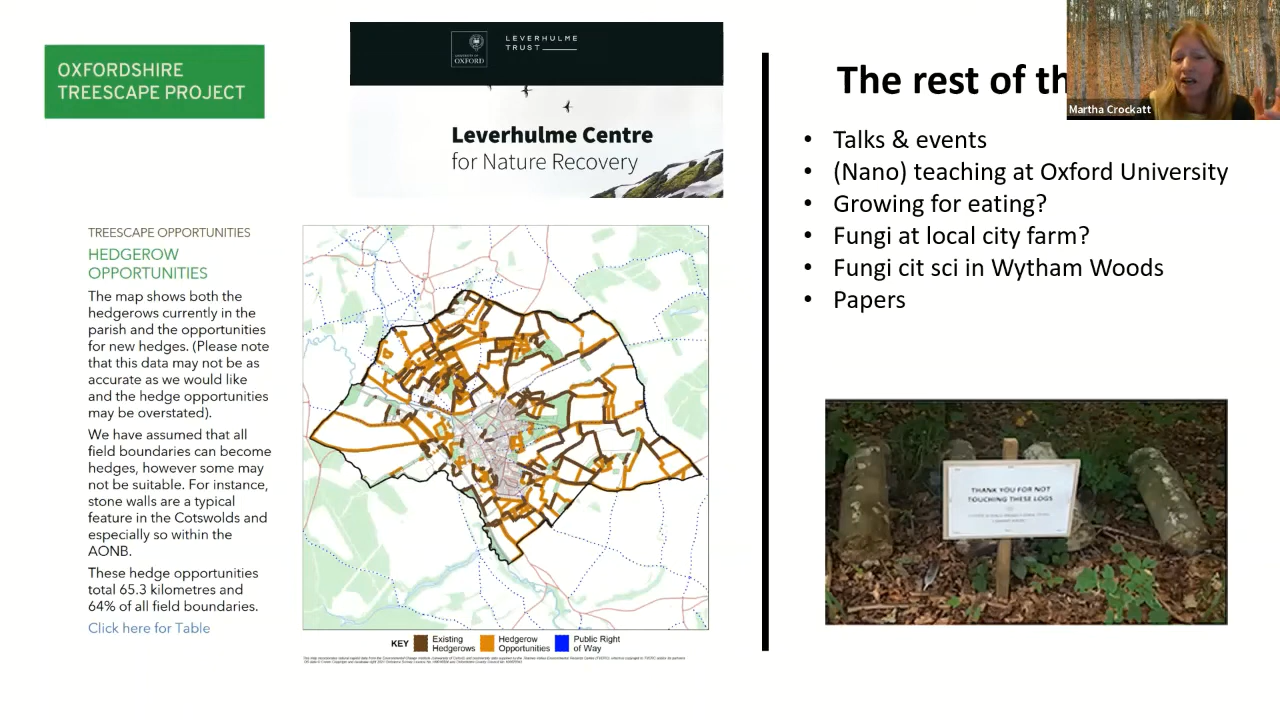 OXFORDSHIRE
TREESCAPE PROJECT
UNIVERSITY OF
OXFORD
LEVERHULME
TRUST
Leverhulme Centre
for Nature Recovery
TREESCAPE OPPORTUNITIES
HEDGEROW
OPPORTUNITIES
The map shows both the
hedgerows currently in the
parish and the opportunities
for new hedges. (Please note
that this data may not be as
accurate as we would like
and the hedge opportunities
may be overstated).
We have assumed that all
field boundaries can become
hedges, however some may
not be suitable. For instance,
stone walls are a typical
feature in the Cotswolds and
especially so within the
AONB.
These hedge opportunities
total 65.3 kilometres and
64% of all field boundaries.
Click here for Table
KEY
Existing
Hedgerows
Hedgerow
Opportunities
Public Right
of Way
The rest of th
Martha Crockatt
• Talks & events
• (Nano) teaching at Oxford University
• Growing for eating?
• Fungi at local city farm?
• Fungi cit sci in Wytham Woods
• Papers
THANK YOU FOR NOT
TOUCHING THESE LOGS